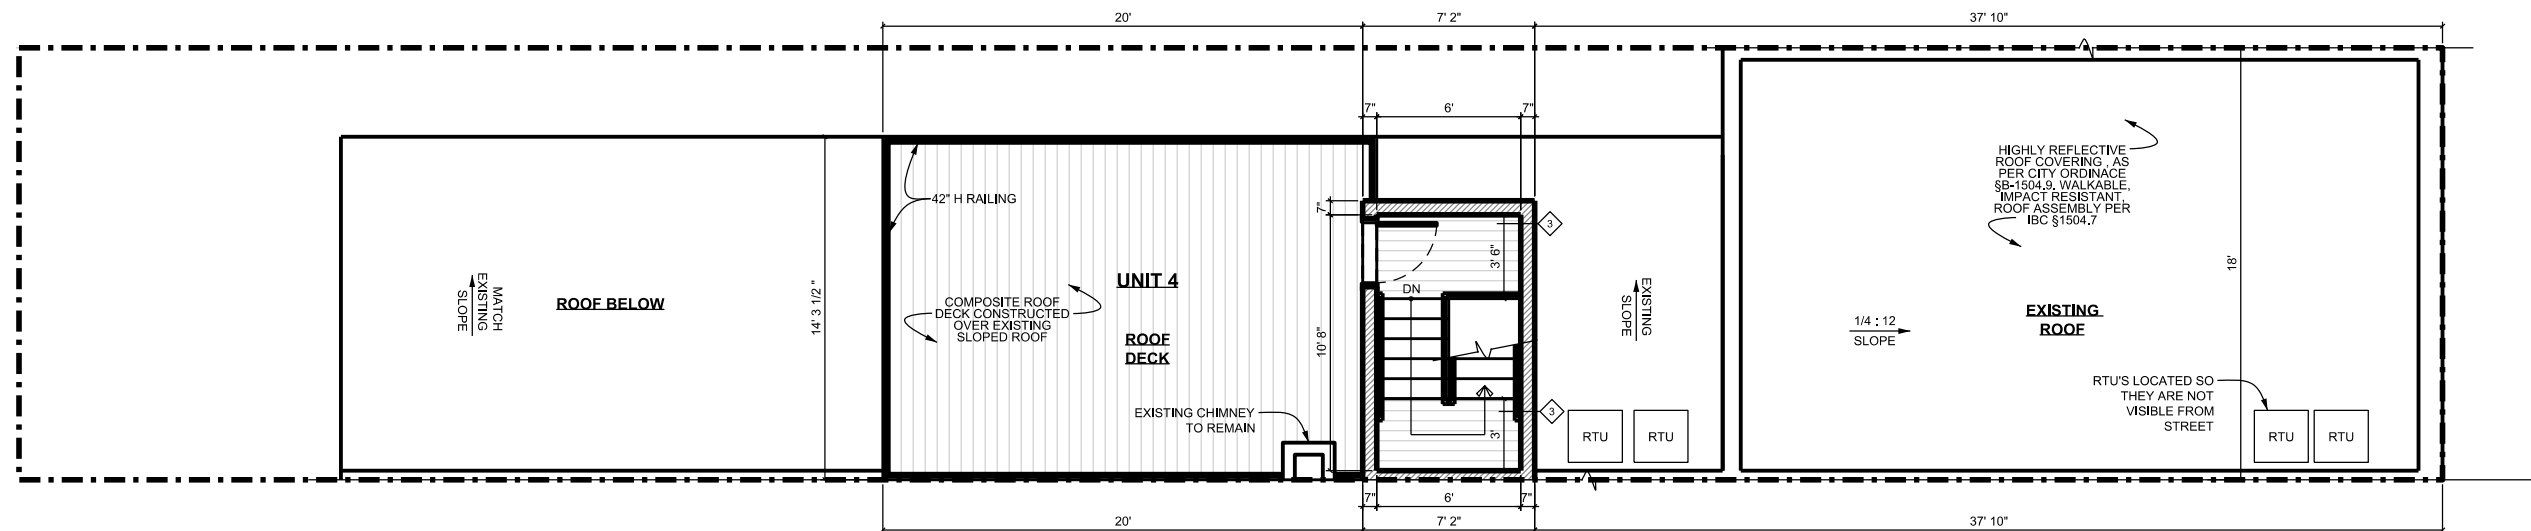 20'
7' 2"
37' 10"
7"
6'
7"
HIGHLY REFLECTIVE
ROOF COVERING , AS
PER CITY ORDINACE
§B-1504.9. WALKABLE,
IMPACT RESISTANT,
ROOF ASSEMBLY PER
IBC §1504.7
42" H RAILING
7"
3
3' 6"
18'
UNIT 4
DN
MATCH
EXISTING
SLOPE
ROOF BELOW
14' 3 1/2 "
COMPOSITE ROOF
DECK CONSTRUCTED
OVER EXISTING
SLOPED ROOF
ROOF
DECK
10' 8"
EXISTING
SLOPE
1/4 : 12
SLOPE
EXISTING
ROOF
EXISTING CHIMNEY
TO REMAIN
3
3'
RTU
RTU
RTU'S LOCATED SO
THEY ARE NOT
VISIBLE FROM
STREET
RTU
RTU
7"
6'
7"
20'
7' 2"
37' 10"